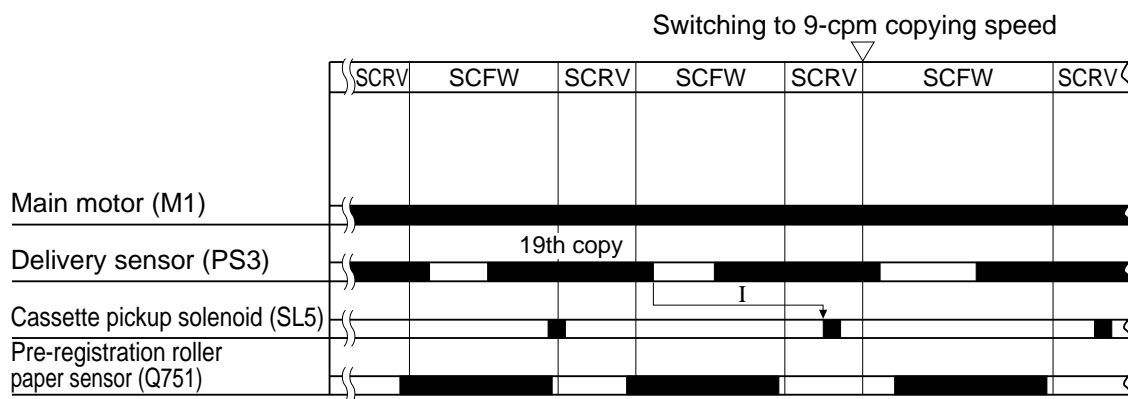 Switching to 9-cpm copying speed
SCRV SCFW SCRV SCFW SCRV SCFW SCRV
Main motor (M1)
19th copy
Delivery sensor (PS3)
I
Cassette pickup solenoid (SL5)
Pre-registration roller
paper sensor (Q751)